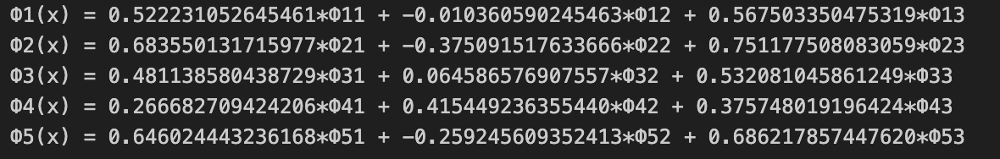 Φ1(x) = 0.522231052645461*Φ11 + -0.010360590245463*Φ12 + 0.567503350475319*Φ13
Φ2(x) = 0.683550131715977*Φ21 + -0.375091517633666*Φ22 + 0.751177508083059*Φ23
Φ3(x) = 0.481138580438729*Φ31 + 0.064586576907557*Φ32 + 0.532081045861249*Φ33
Φ4(x) = 0.266682709424206*Φ41 + 0.415449236355440*Φ42 + 0.375748019196424*Φ43
Φ5(x) = 0.646024443236168*Φ51 + -0.259245609352413*Φ52 + 0.686217857447620*Φ53